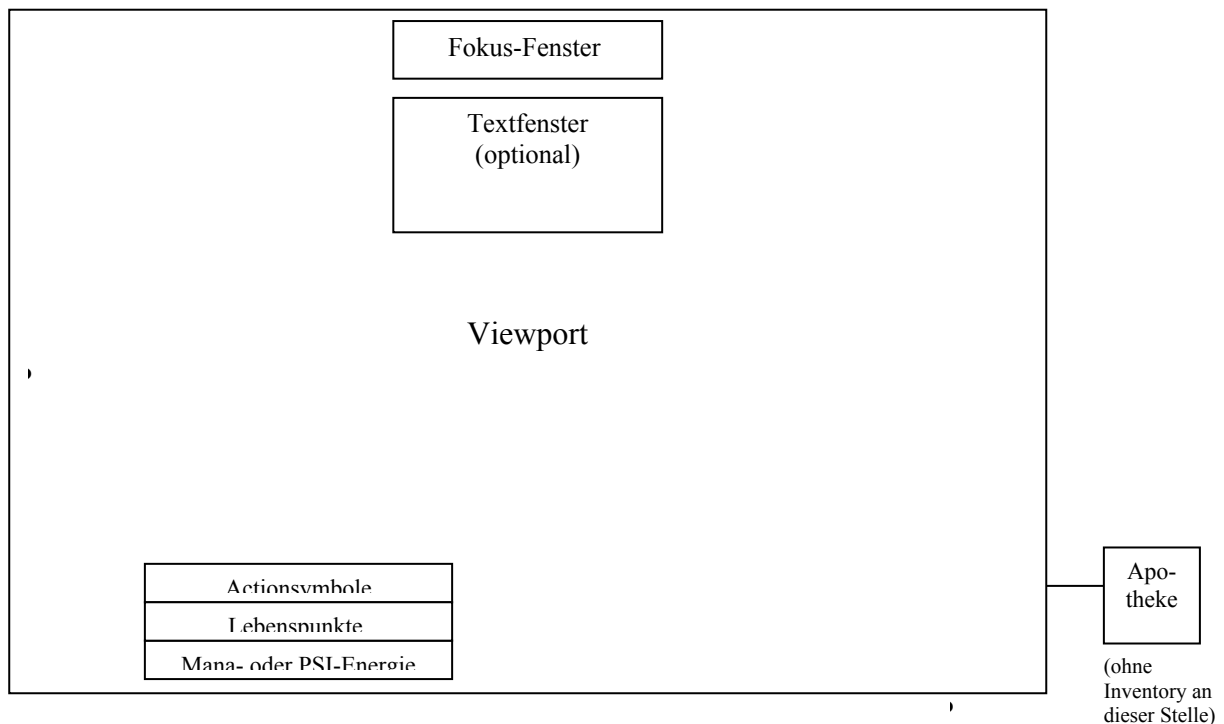 Fokus-Fenster
Textfenster
(optional)
Viewport
Actionsymbole
Lebenspunkte
Mana- oder PSI-Energie
Apo-
theke
(ohne
Inventory an
dieser Stelle)